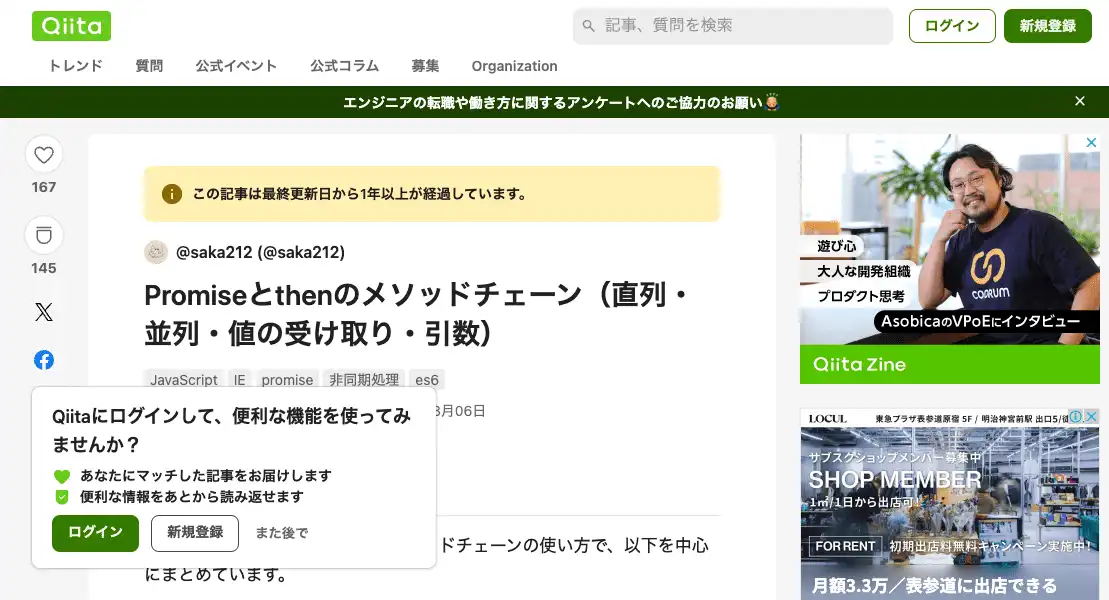 Qiita
記事、質問を検索
ログイン
新規登録
トレンド
質問
公式イベント
公式コラム
募集
Organization
エンジニアの転職や働き方に関するアンケートへのご協力のお願い
167
145
この記事は最終更新日から1年以上が経過しています。
@saka212 (@saka212)
Promiseとthenのメソッドチェーン（直列・
並列・値の受け取り・引数）
JavaScript IE promise 非同期処理 es6
月06日
Qiitaにログインして、便利な機能を使ってみ
ませんか？
あなたにマッチした記事をお届けします
便利な情報をあとから読み返せます
ログイン
新規登録
また後で
ドチェーンの使い方で、以下を中心
にまとめています。
遊び心
大人な開発組織
プロダクト思考
AsobicaのVPoEにインタビュー
Qiita Zine
LOCUL 東急プラザ表参道原宿 5F / 明治神宮前駅 出口5/徒
サブスクショップメンバー募集中
SHOP MEMBER
1㎡/1日から出店可!
FOR RENT 初期出店料無料キャンペーン実施中!
月額3.3万／表参道に出店できる